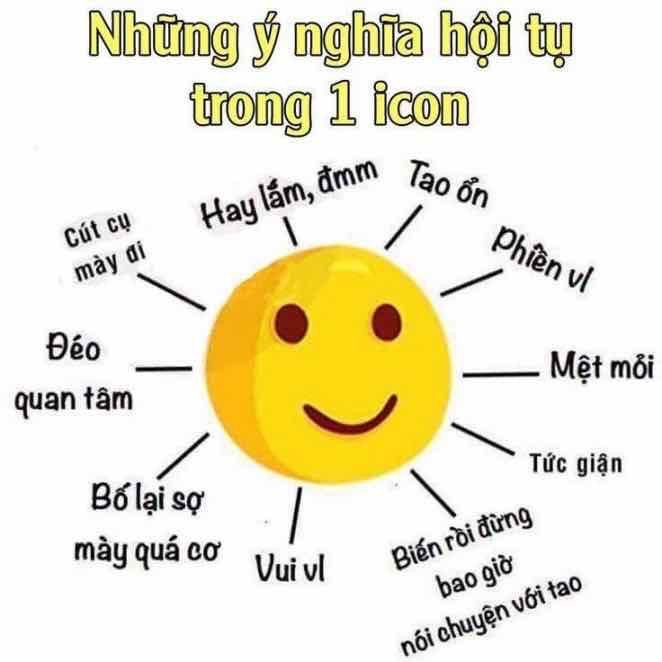 Những ý nghĩa hội tụ
trong 1 icon
Hay lắm, đmm
Tao ổn
Phiền vl
Mệt mỏi
Tức giận
Biến rồi đừng
bao giờ
nói chuyện với tao
Vui vl
Bố lại sợ
mày quá cơ
Đéo
quan tâm
Cút cụ
mày đi